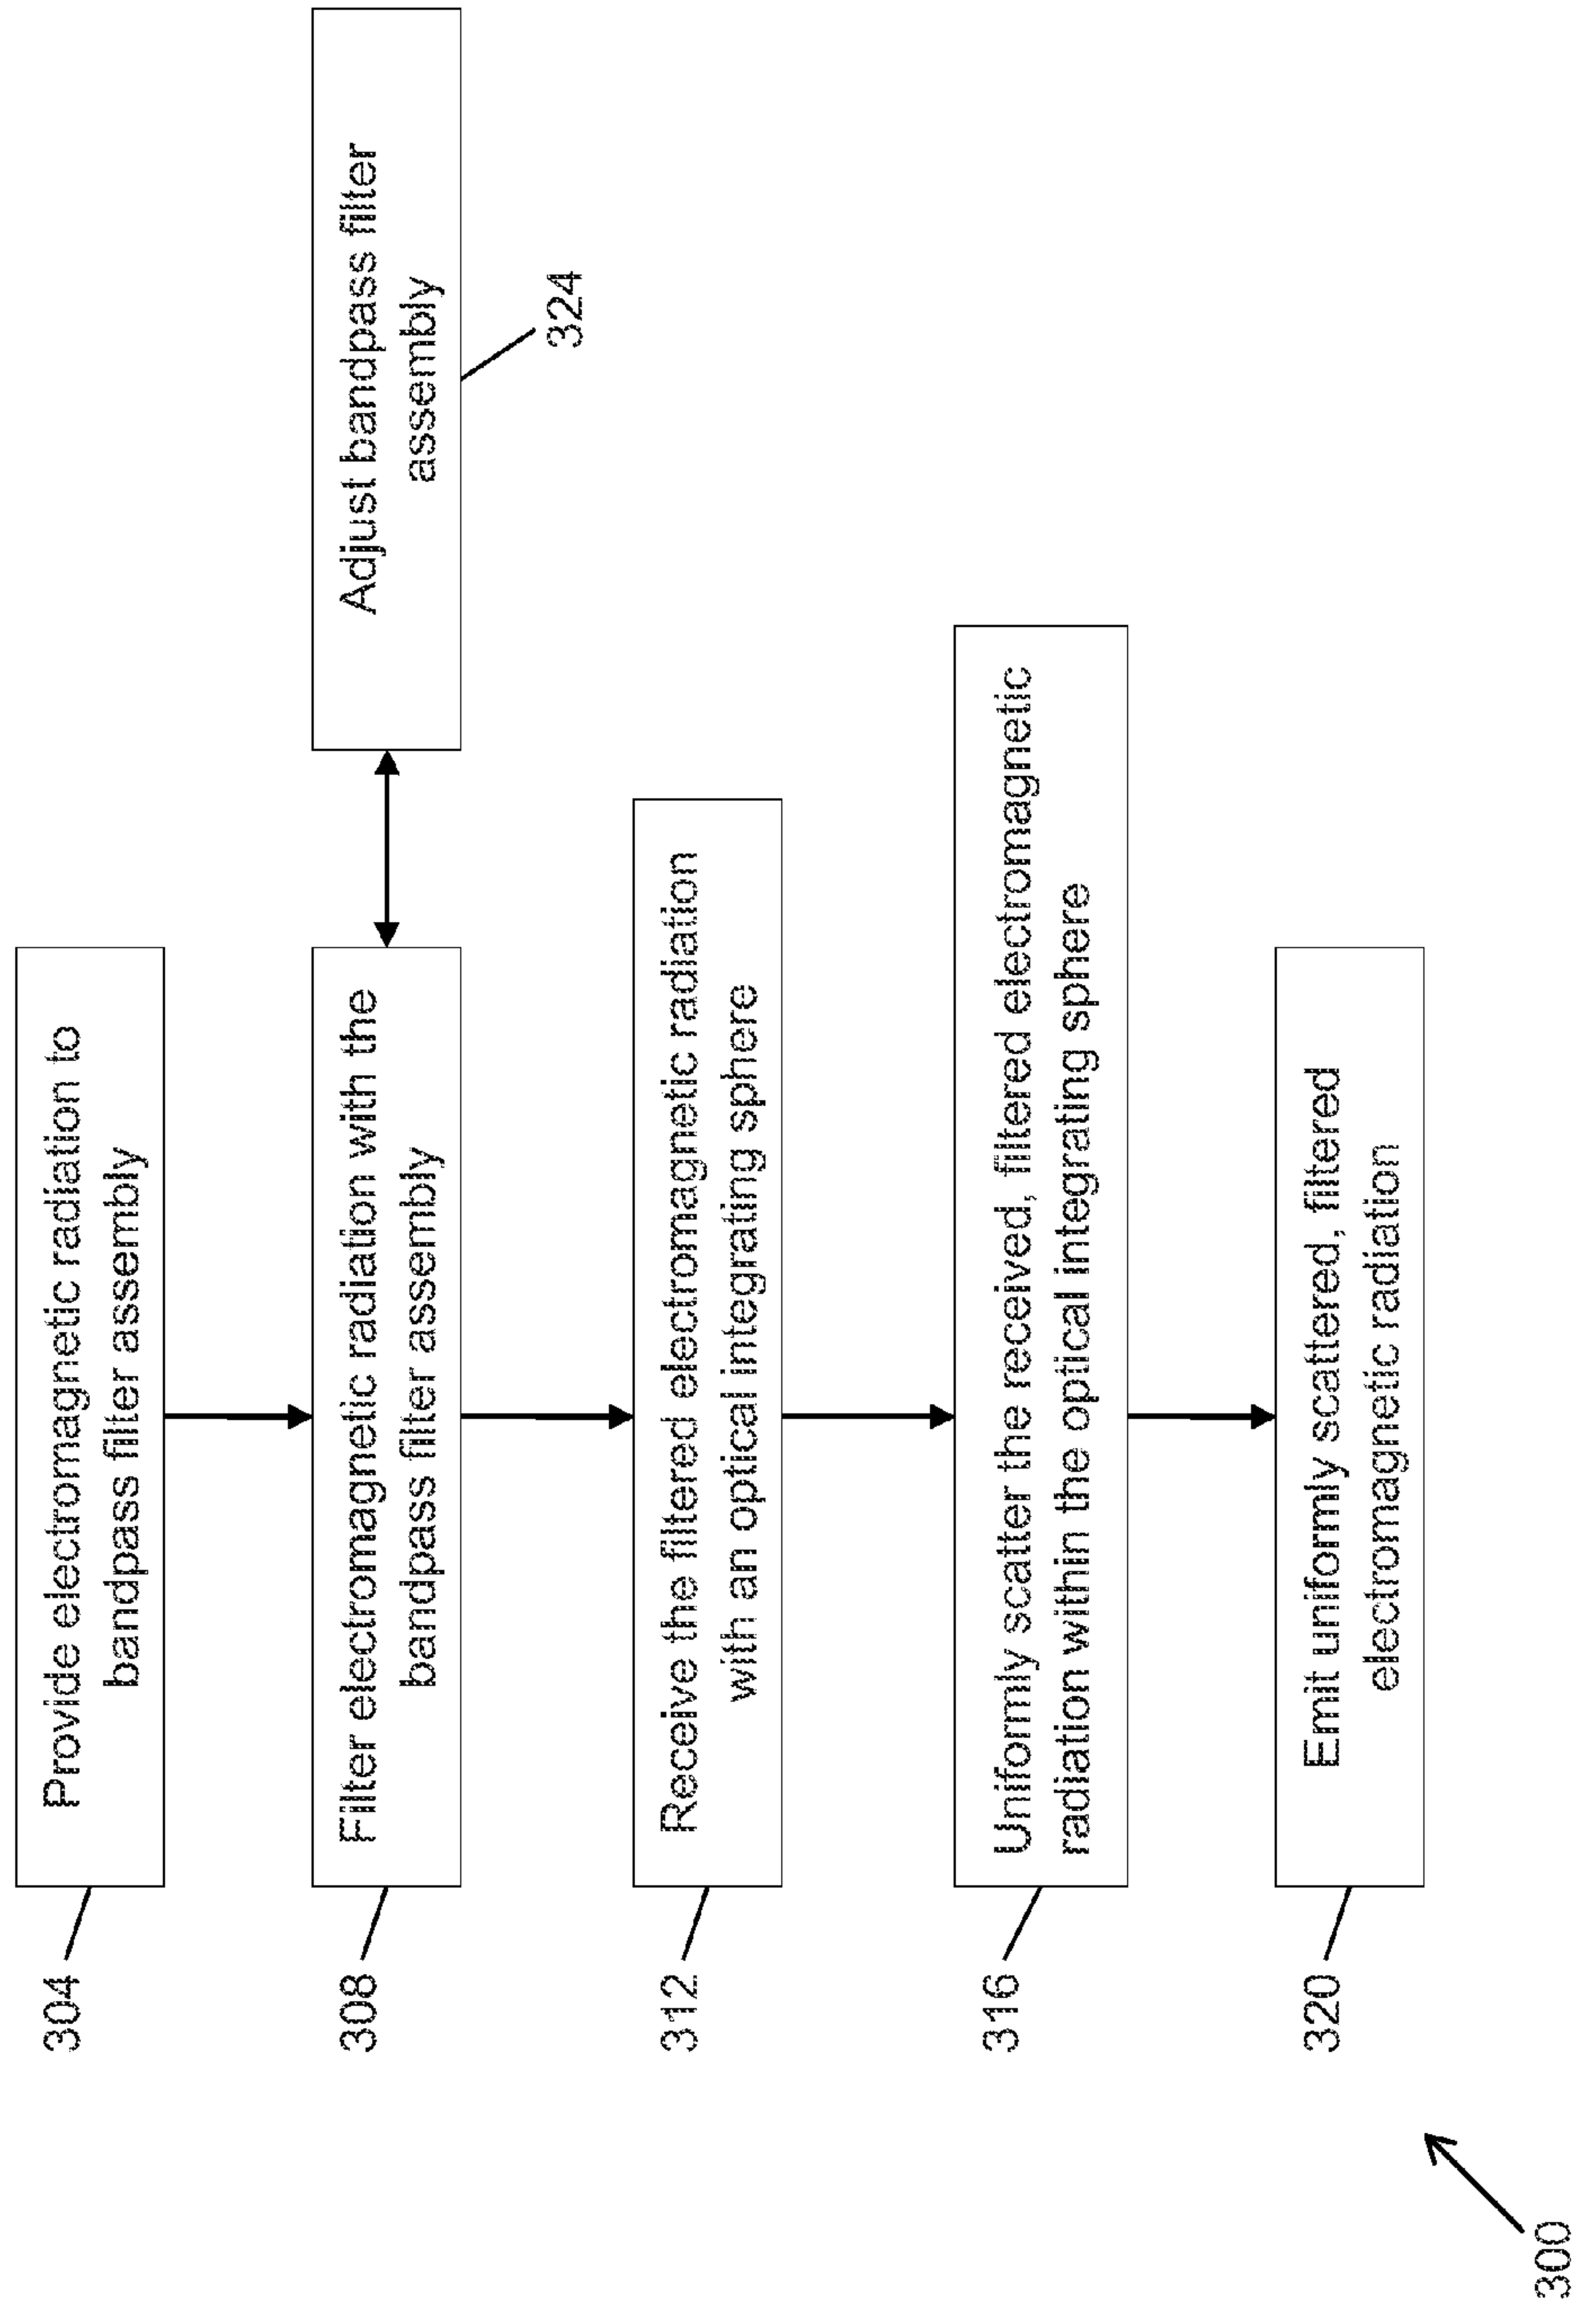 304
Provide electromagnetic radiation to
bandpass filter assembly
308
Filter electromagnetic radiation with the
bandpass filter assembly
Adjust bandpass filter
assembly
324
312
Receive the filtered electromagnetic radiation
with an optical integrating sphere
316
Uniformly scatter the received, filtered electromagnetic
radiation within the optical integrating sphere
320
Emit uniformly scattered, filtered
electromagnetic radiation
300